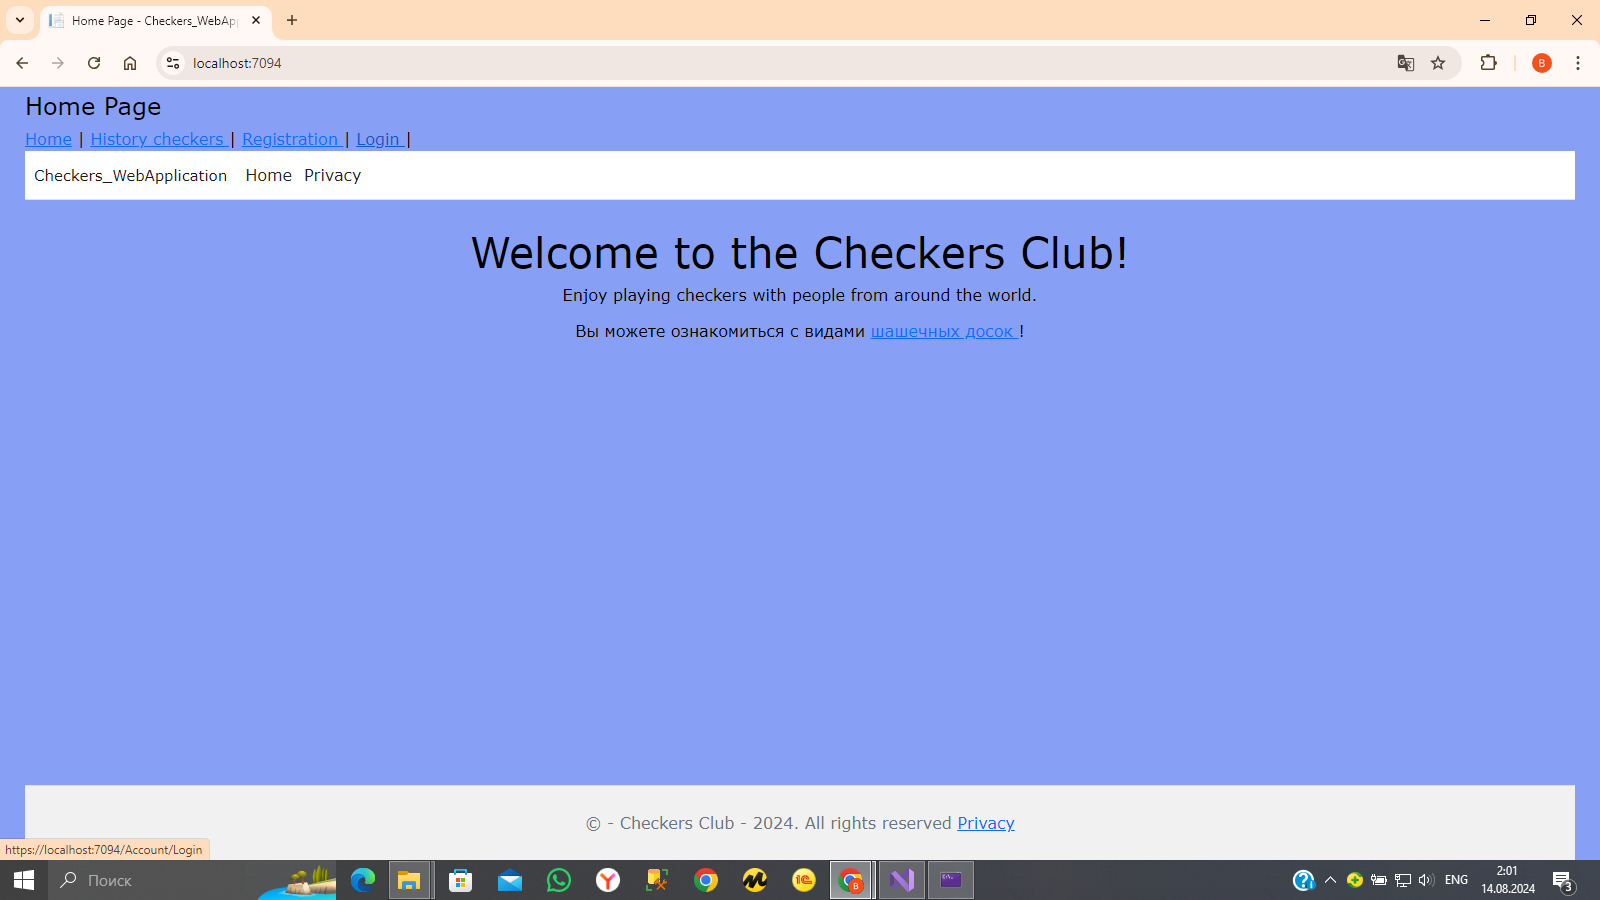 Home Page - Checkers_WebAp
localhost:7094
B
Home Page
Home | History checkers | Registration | Login |
Checkers_WebApplication Home Privacy
Welcome to the Checkers Club!
Enjoy playing checkers with people from around the world.
Вы можете ознакомиться с видами шашечных досок !
© - Checkers Club - 2024. All rights reserved Privacy
https://localhost:7094/Account/Login
Поиск
B
ENG
2:01
14.08.2024
3